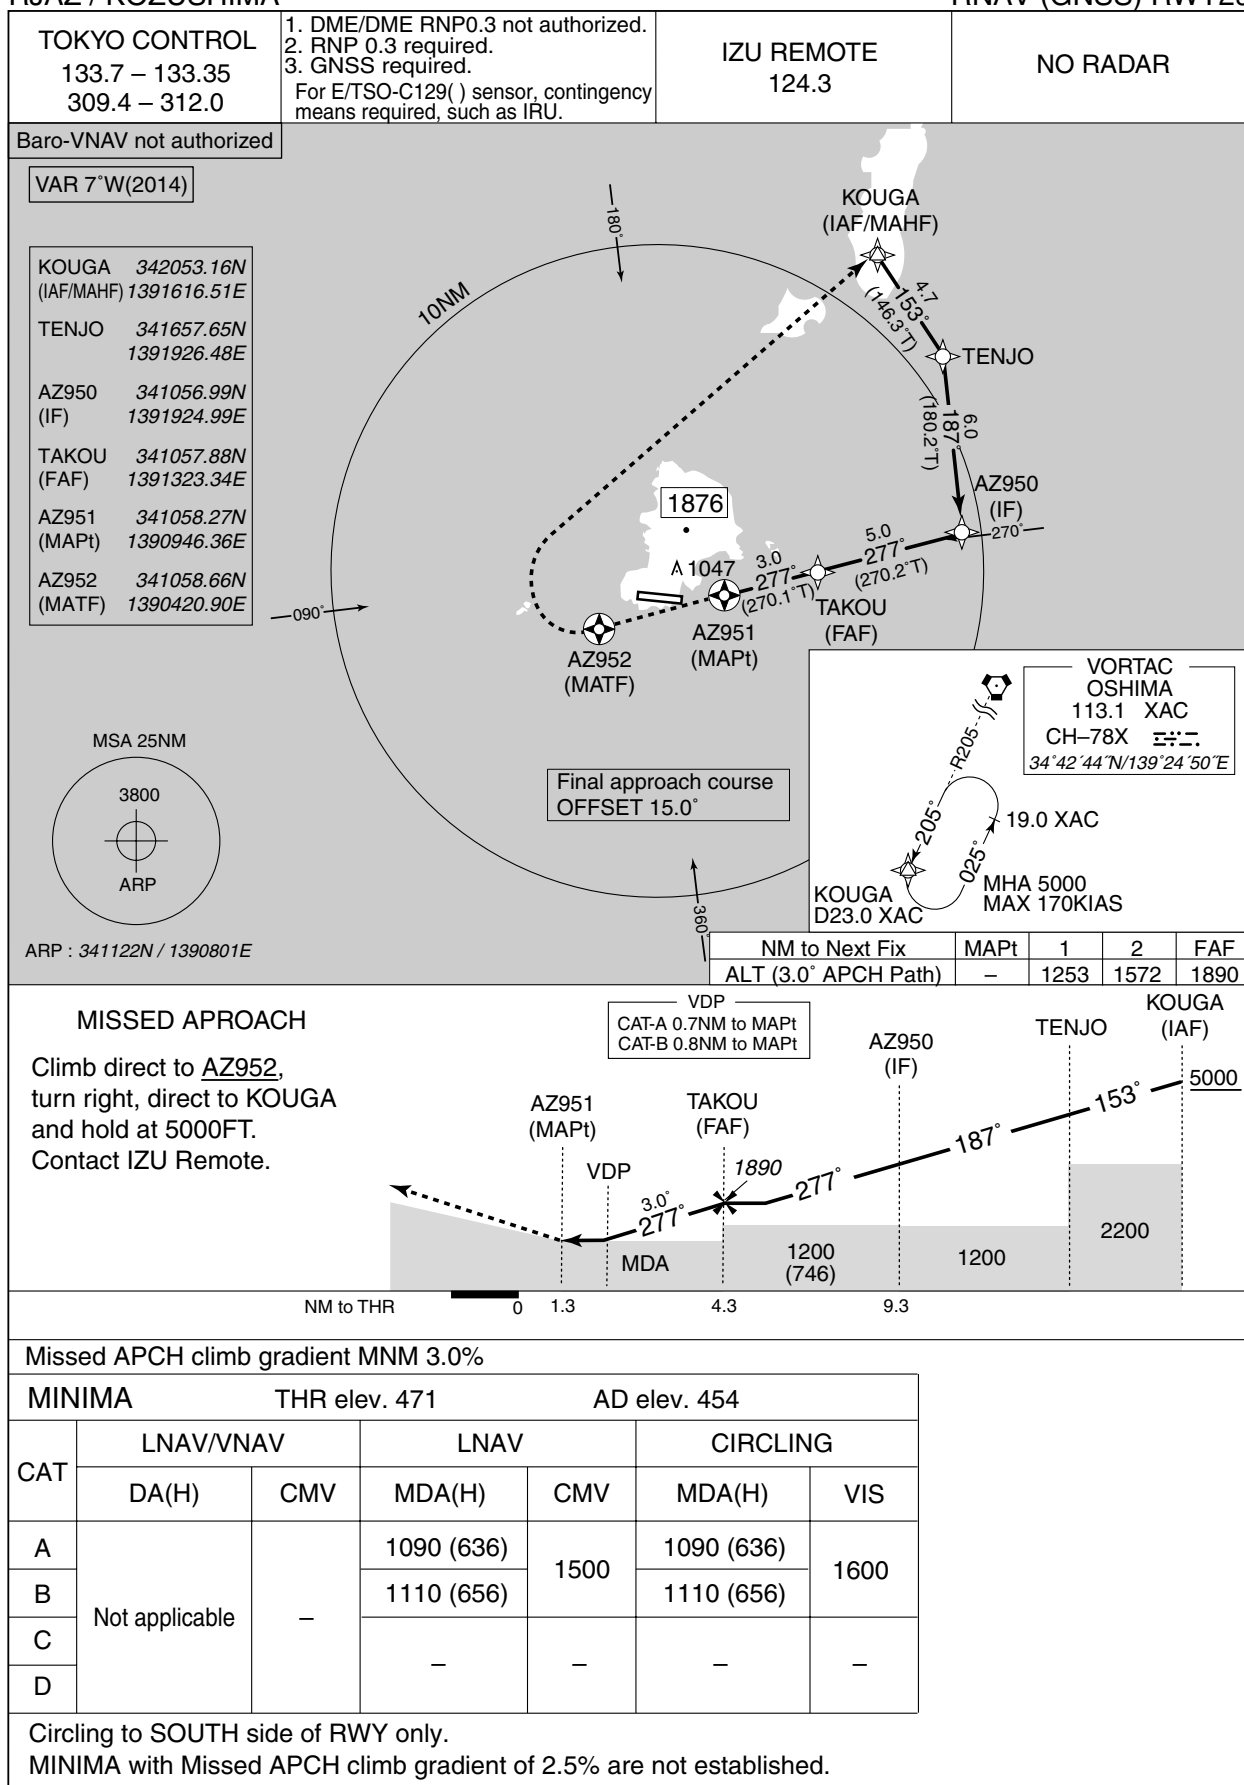 RJAZ / KOZUSHIMA
RNAV (GNSS) RWY28
TOKYO CONTROL
133.7 – 133.35
309.4 – 312.0
1. DME/DME RNP0.3 not authorized.
2. RNP 0.3 required.
3. GNSS required.
For E/TSO-C129( ) sensor, contingency
means required, such as IRU.
IZU REMOTE
124.3
NO RADAR
Baro-VNAV not authorized
VAR 7°W(2014)
KOUGA 342053.16N
(IAF/MAHF) 1391616.51E
TENJO 341657.65N
1391926.48E
AZ950 341056.99N
(IF) 1391924.99E
TAKOU 341057.88N
(FAF) 1391323.34E
AZ951 341058.27N
(MAPt) 1390946.36E
AZ952 341058.66N
(MATF) 1390420.90E
180°
10NM
KOUGA
(IAF/MAHF)
4.7
153°
(146.3°T)
TENJO
6.0
187°
(180.2°T)
AZ950
(IF)
270°
1876
1047
5.0
277°
(270.2°T)
3.0
277°
(270.1°T)
TAKOU
(FAF)
AZ951
(MAPt)
AZ952
(MATF)
090°
360°
MSA 25NM
3800
ARP
ARP : 341122N / 1390801E
Final approach course
OFFSET 15.0°
VORTAC
OSHIMA
113.1 XAC
CH–78X
34°42´44˝N/139°24´50˝E
R205
205°
025°
19.0 XAC
KOUGA
D23.0 XAC
MHA 5000
MAX 170KIAS
NM to Next Fix MAPt 1 2 FAF
ALT (3.0° APCH Path) – 1253 1572 1890
MISSED APROACH
Climb direct to AZ952,
turn right, direct to KOUGA
and hold at 5000FT.
Contact IZU Remote.
VDP
CAT-A 0.7NM to MAPt
CAT-B 0.8NM to MAPt
AZ951
(MAPt)
VDP
TAKOU
(FAF)
AZ950
(IF)
TENJO
KOUGA
(IAF)
1890
5000
3.0°
277°
277°
187°
153°
MDA
1200
(746)
1200
2200
NM to THR 0 1.3 4.3 9.3
Missed APCH climb gradient MNM 3.0%
MINIMA THR elev. 471 AD elev. 454
CAT LNAV/VNAV LNAV CIRCLING
DA(H) CMV MDA(H) CMV MDA(H) VIS
A 1090 (636) 1090 (636)
1500 1600
B 1110 (656) 1110 (656)
Not applicable –
C
– – – –
D
Circling to SOUTH side of RWY only.
MINIMA with Missed APCH climb gradient of 2.5% are not established.